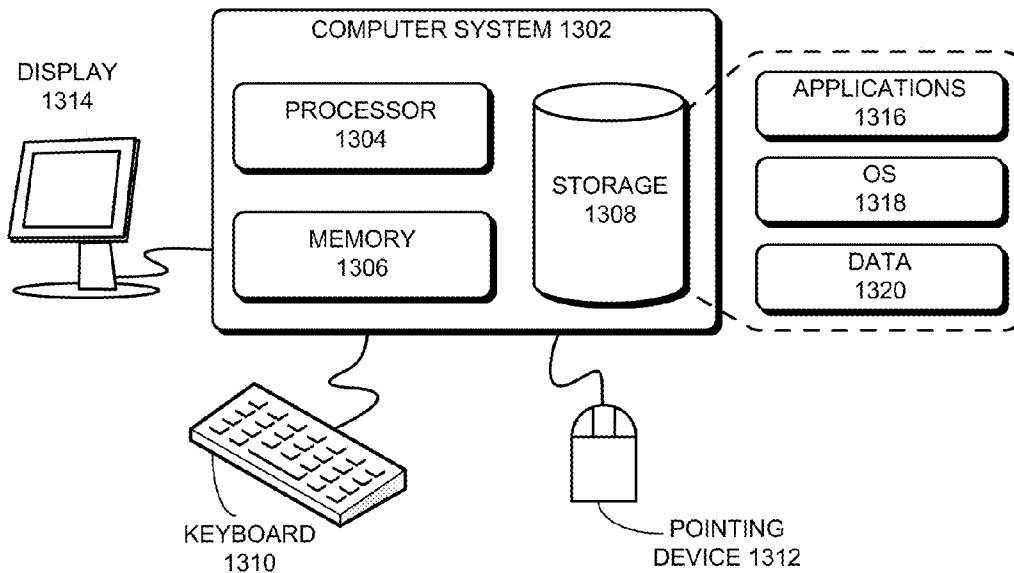 COMPUTER SYSTEM 1302
DISPLAY
1314
PROCESSOR
1304
MEMORY
1306
STORAGE
1308
APPLICATIONS
1316
OS
1318
DATA
1320
KEYBOARD
1310
POINTING
DEVICE 1312